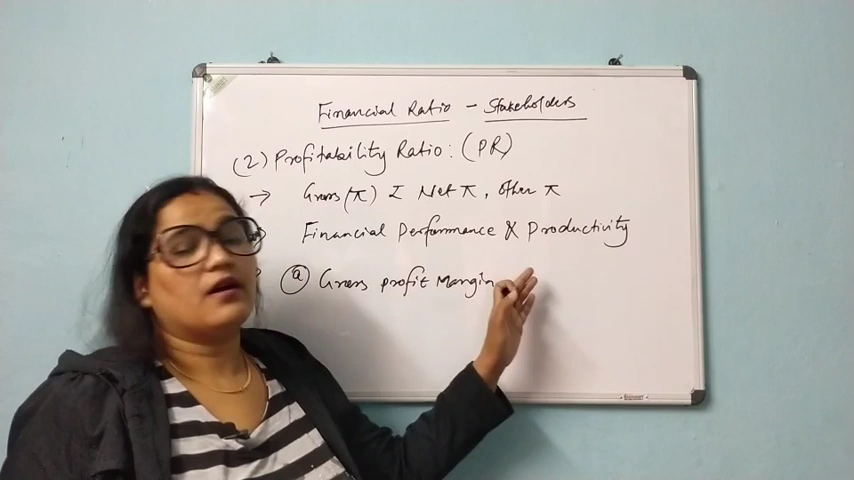 Financial Ratio - Stakeholders
(2) Profitability Ratio: (PR)
→ Gross (π) & Net π, other π
Financial Performance & Productivity
(a) Gross profit Margin